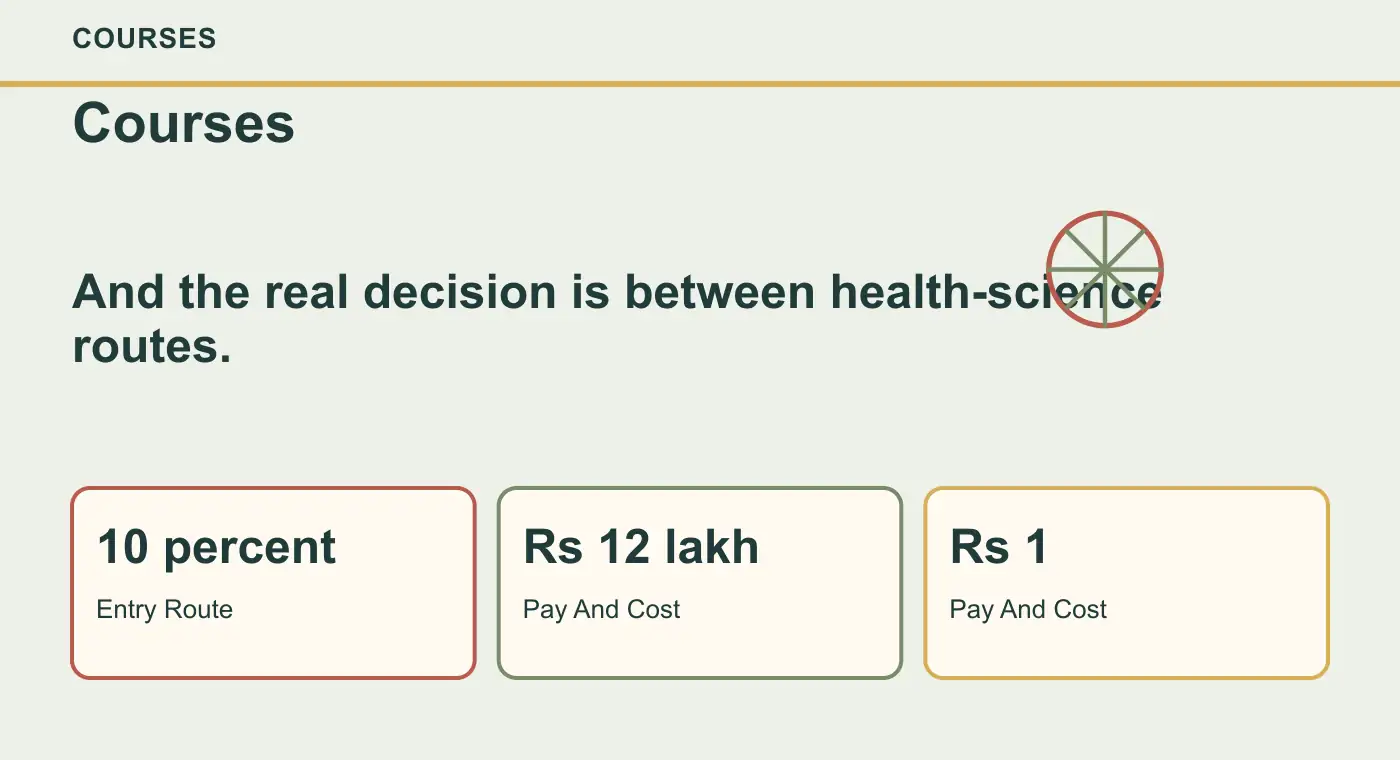 COURSES
Courses
And the real decision is between health-science
routes.
10 percent
Entry Route
Rs 12 lakh
Pay And Cost
Rs 1
Pay And Cost